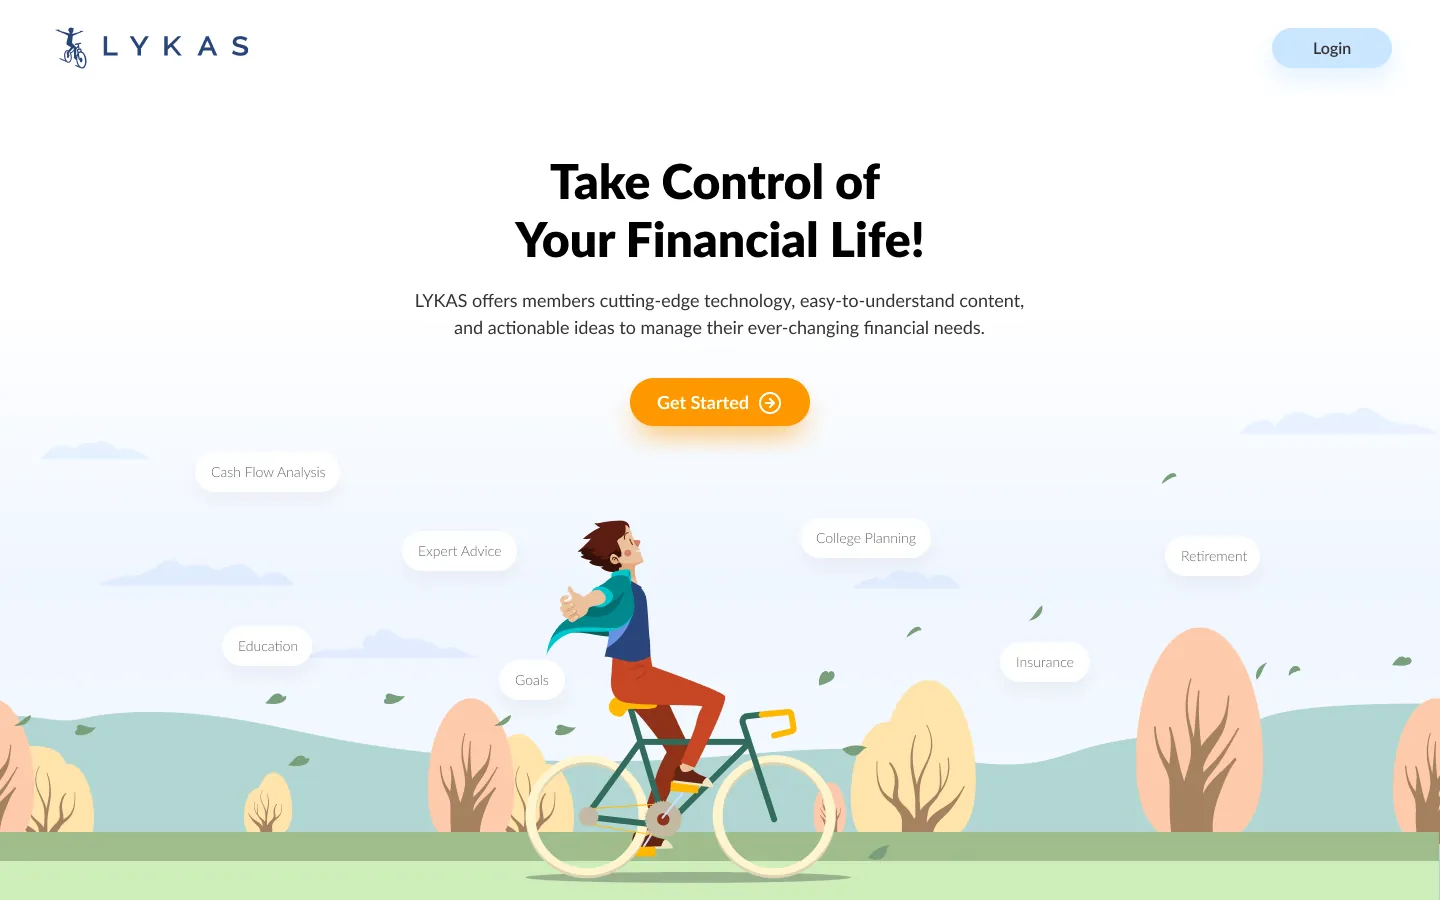 LYKAS
Login
Take Control of
Your Financial Life!
LYKAS offers members cutting-edge technology, easy-to-understand content,
and actionable ideas to manage their ever-changing financial needs.
Get Started
Cash Flow Analysis
Expert Advice
College Planning
Retirement
Education
Insurance
Goals